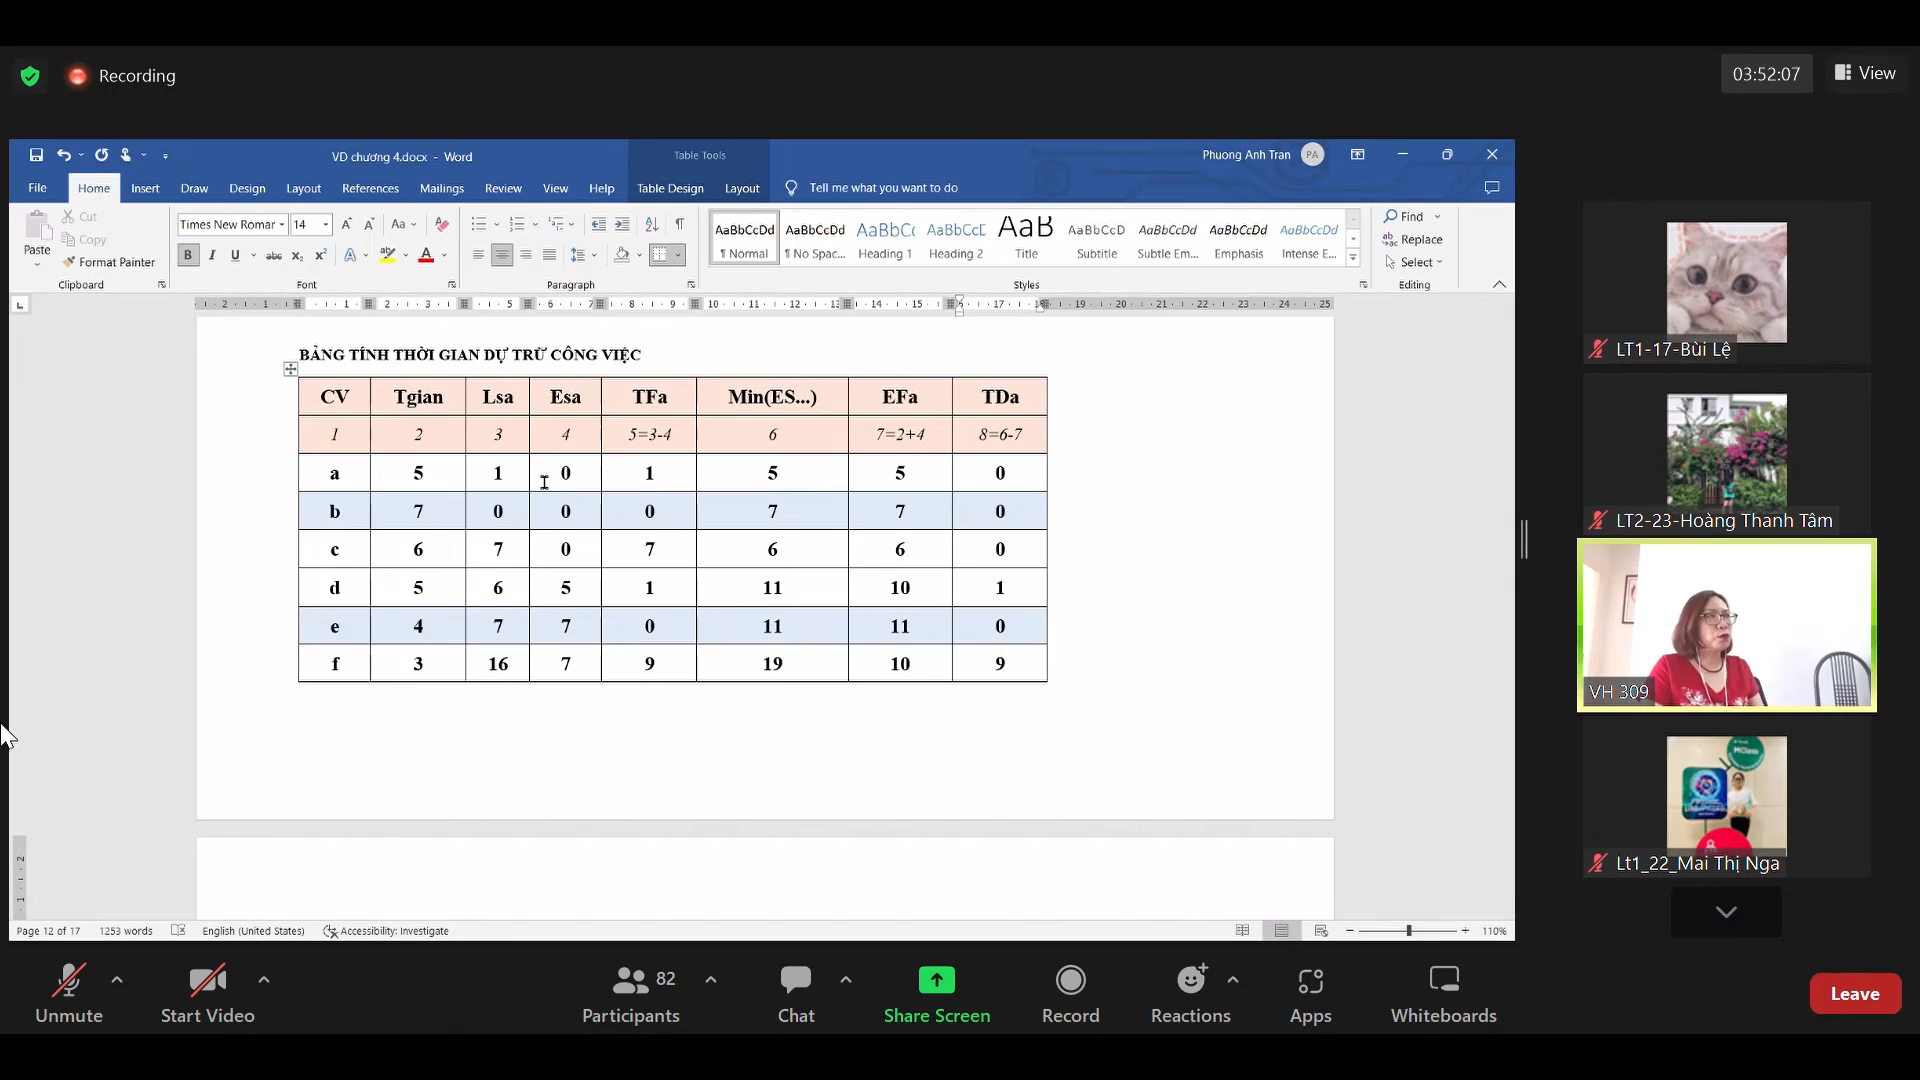 Recording
03:52:07
View
VD chương 4.docx - Word
Table Tools
Phuong Anh Tran
PA
File
Home
Insert
Draw
Design
Layout
References
Mailings
Review
View
Help
Table Design
Layout
Tell me what you want to do
Paste
Cut
Copy
Format Painter
Clipboard
Times New Roman
14
Font
Paragraph
AaBbCcDd
¶ Normal
AaBbCcDd
¶ No Spac...
AaBbCc
Heading 1
AaBbCcE
Heading 2
AaB
Title
AaBbCcD
Subtitle
AaBbCcDd
Subtle Em...
AaBbCcDd
Emphasis
AaBbCcDd
Intense E...
Styles
Find
Replace
Select
Editing
BẢNG TÍNH THỜI GIAN DỰ TRỮ CÔNG VIỆC
CV Tgian Lsa Esa TFa Min(ES...) EFa TDa
1 2 3 4 5=3-4 6 7=2+4 8=6-7
a 5 1 0 1 5 5 0
b 7 0 0 0 7 7 0
c 6 7 0 7 6 6 0
d 5 6 5 1 11 10 1
e 4 7 7 0 11 11 0
f 3 16 7 9 19 10 9
Page 12 of 17
1253 words
English (United States)
Accessibility: Investigate
110%
LT1-17-Bùi Lệ
LT2-23-Hoàng Thanh Tâm
VH 309
Lt1_22_Mai Thị Nga
Unmute
Start Video
82
Participants
Chat
Share Screen
Record
Reactions
Apps
Whiteboards
Leave